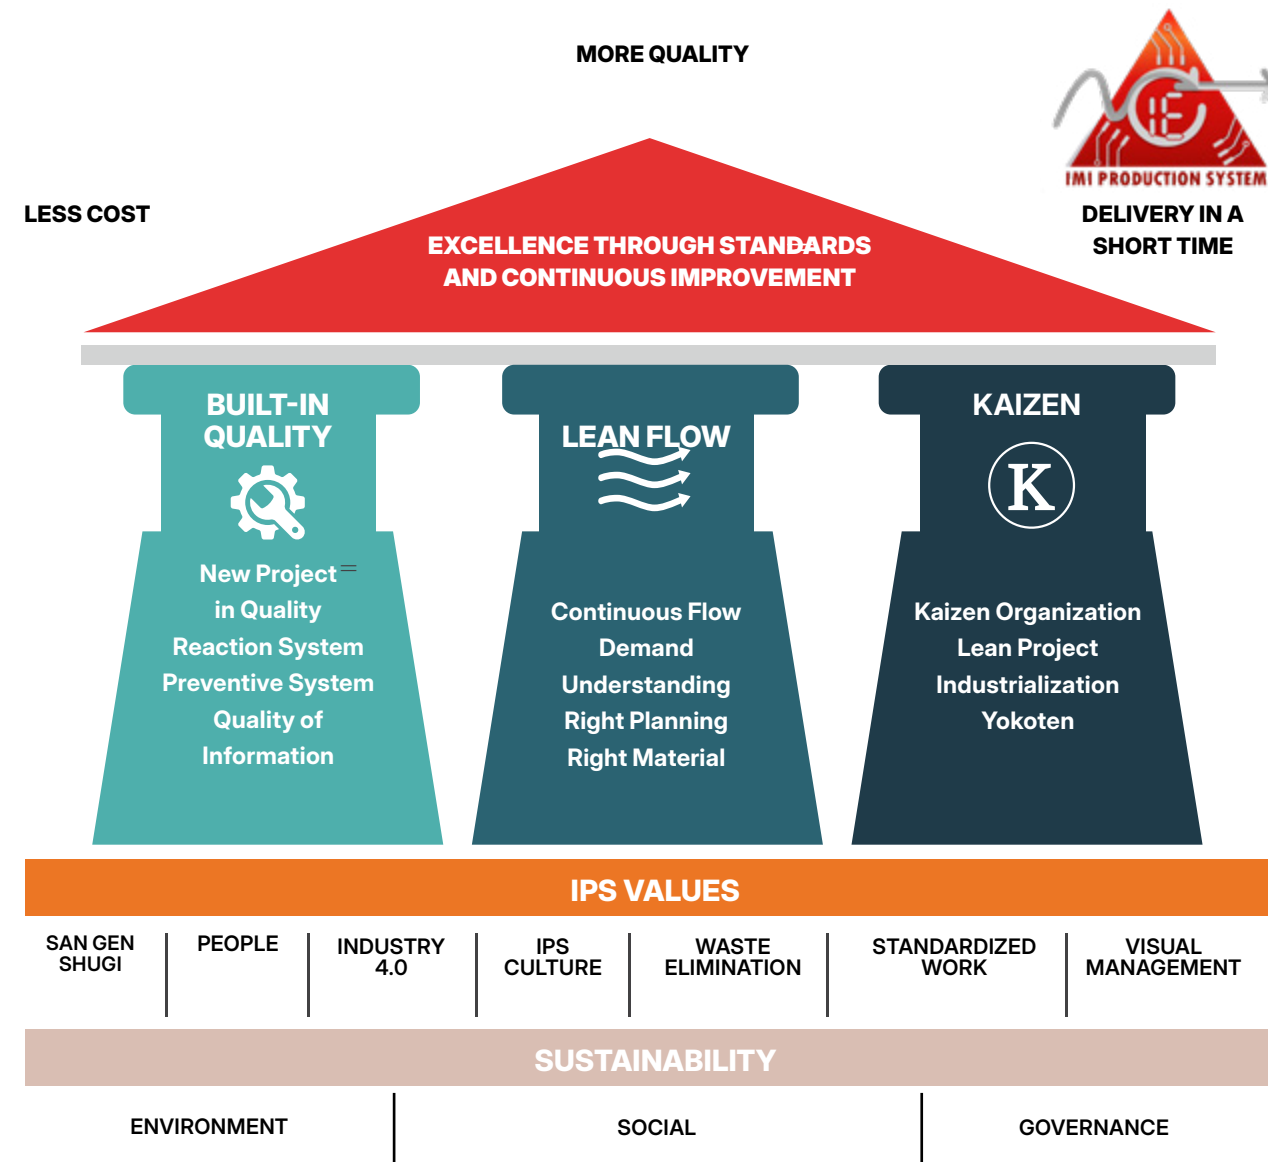 MORE QUALITY
IMI PRODUCTION SYSTEM
LESS COST
DELIVERY IN A
SHORT TIME
EXCELLENCE THROUGH STANDARDS
AND CONTINUOUS IMPROVEMENT
BUILT-IN
QUALITY
New Project
in Quality
Reaction System
Preventive System
Quality of
Information
LEAN FLOW
Continuous Flow
Demand
Understanding
Right Planning
Right Material
KAIZEN
K
Kaizen Organization
Lean Project
Industrialization
Yokoten
IPS VALUES
SAN GEN
SHUGI
PEOPLE
INDUSTRY
4.0
IPS
CULTURE
WASTE
ELIMINATION
STANDARDIZED
WORK
VISUAL
MANAGEMENT
SUSTAINABILITY
ENVIRONMENT
SOCIAL
GOVERNANCE